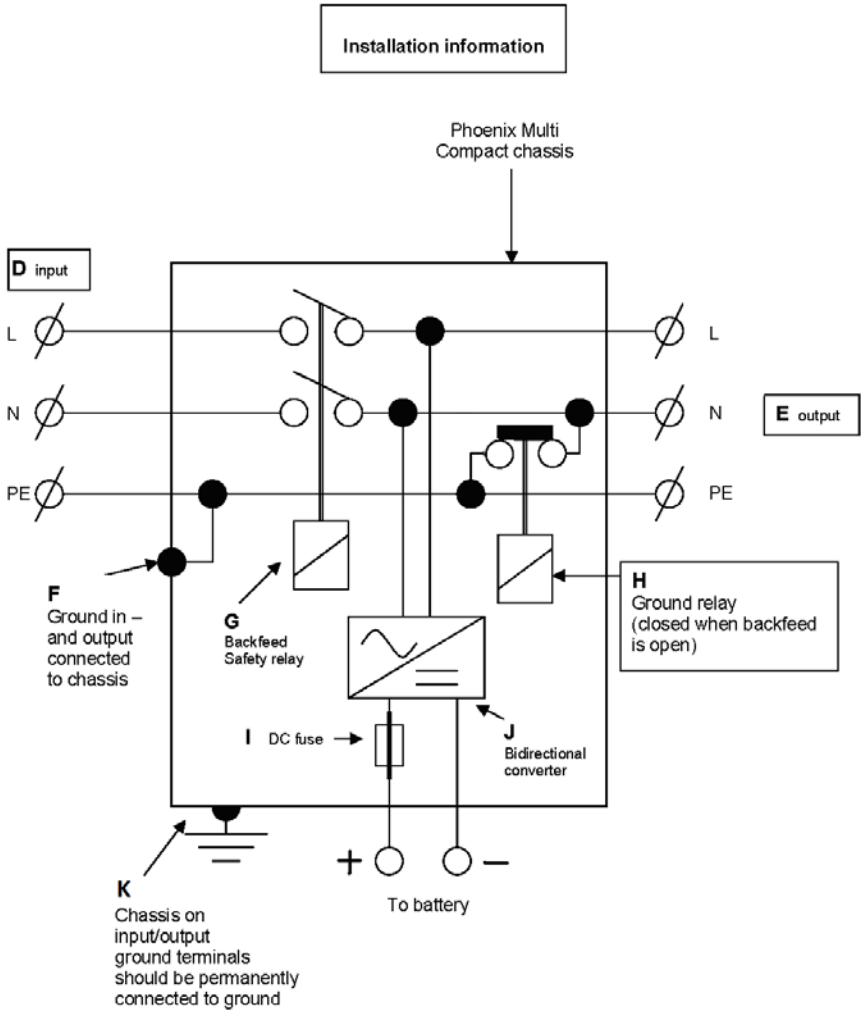 Installation information
Phoenix Multi
Compact chassis
D input
L
L
N
N
E output
PE
PE
F
Ground in –
and output
connected
to chassis
G
Backfeed
Safety relay
H
Ground relay
(closed when backfeed
is open)
I DC fuse
J
Bidirectional
converter
+
–
To battery
K
Chassis on
input/output
ground terminals
should be permanently
connected to ground